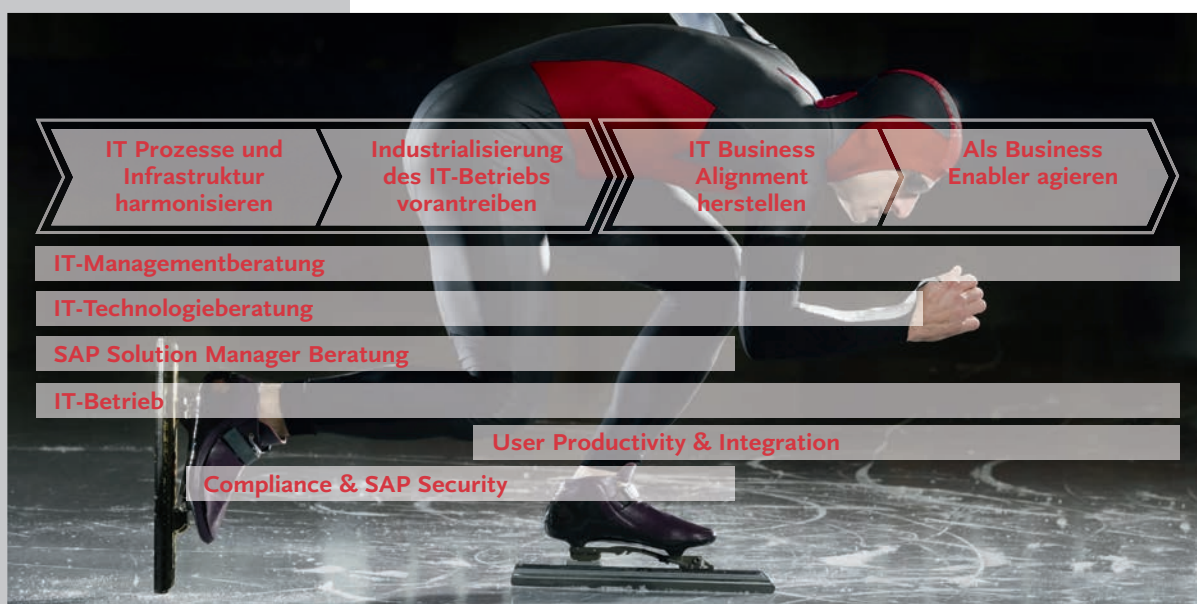 IT Prozesse und
Infrastruktur
harmonisieren
Industrialisierung
des IT-Betriebs
vorantreiben
IT Business
Alignment
herstellen
Als Business
Enabler agieren
IT-Managementberatung
IT-Technologieberatung
SAP Solution Manager Beratung
IT-Betrieb
User Productivity & Integration
Compliance & SAP Security